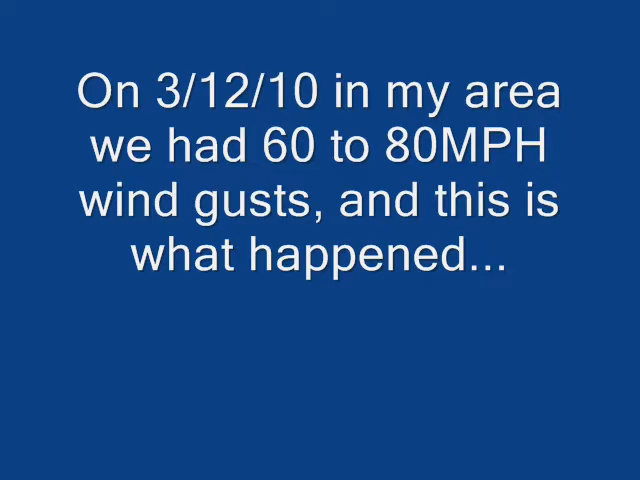 On 3/12/10 in my area
we had 60 to 80MPH
wind gusts, and this is
what happened...